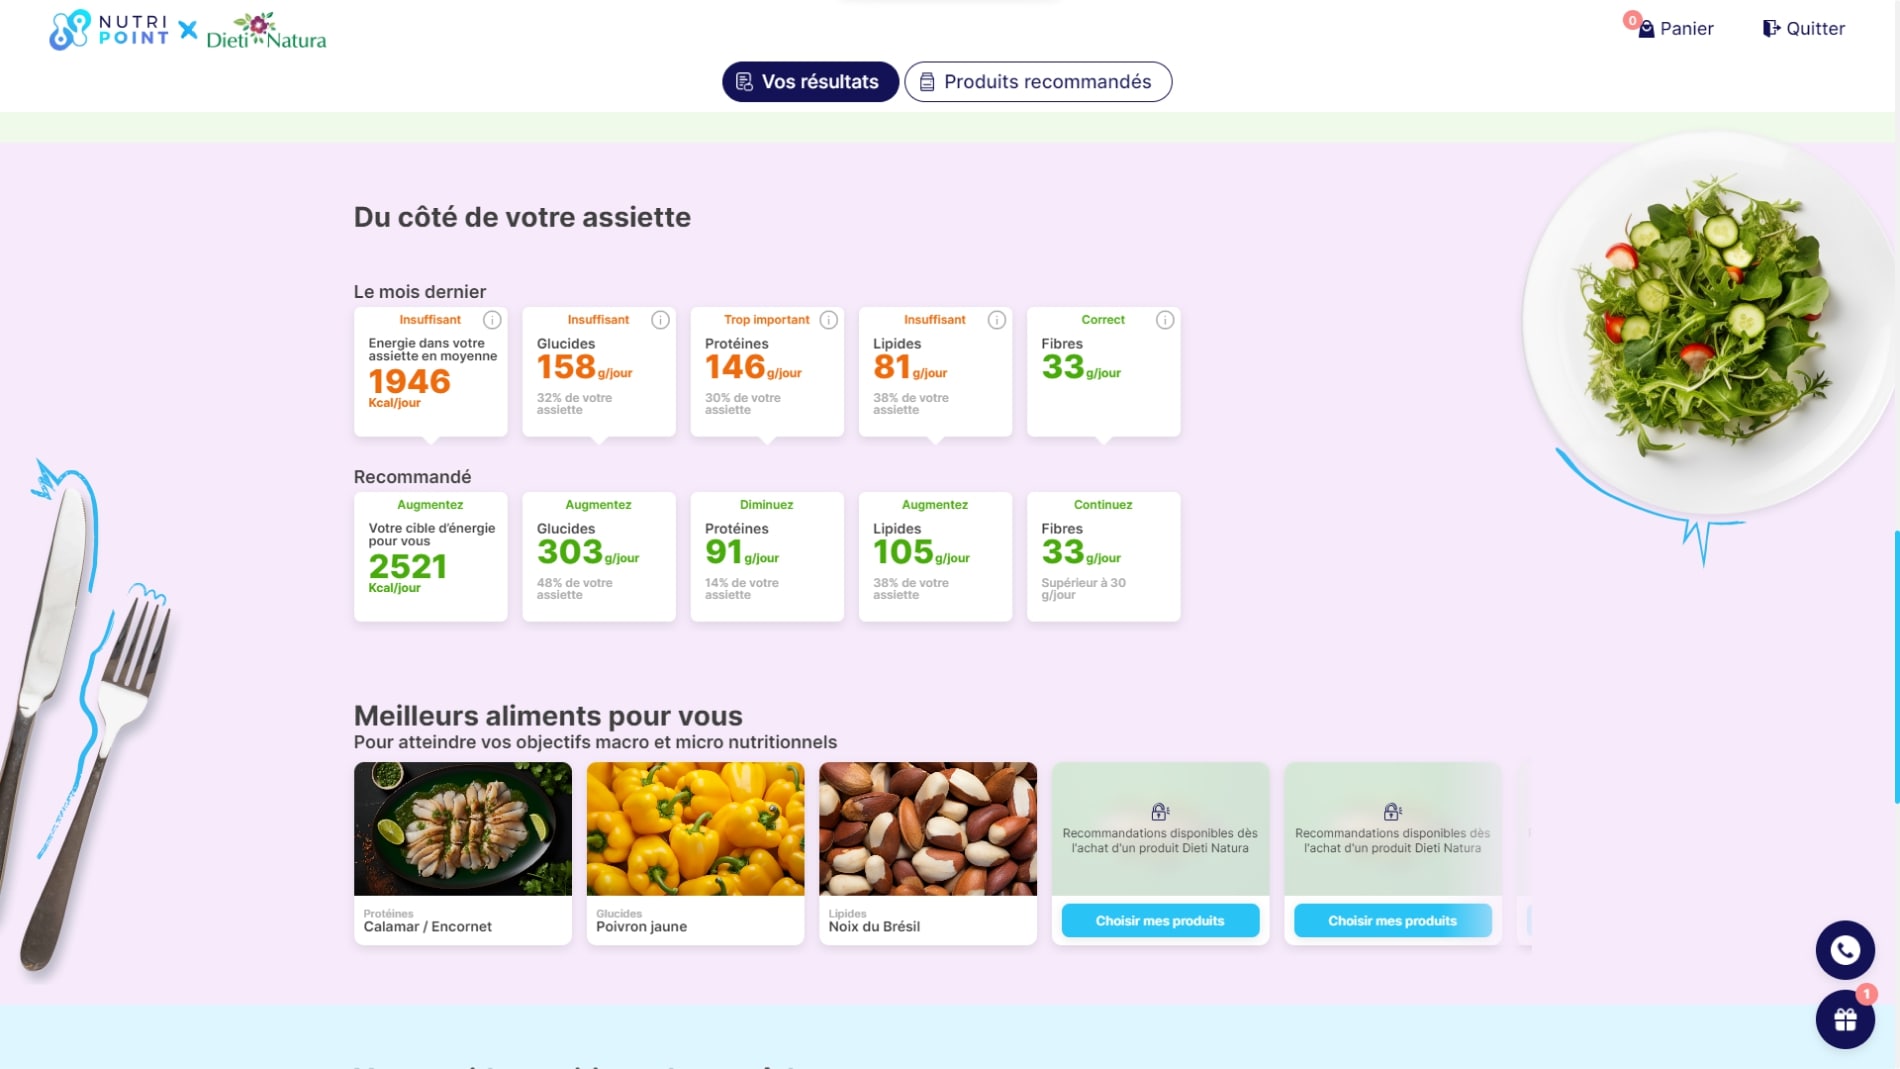 NUTRI
POINT
Dieti Natura
0
Panier
Quitter
Vos résultats
Produits recommandés
Du côté de votre assiette
Le mois dernier
Insuffisant
Energie dans votre
assiette en moyenne
1946
Kcal/jour
Insuffisant
Glucides
158 g/jour
32% de votre
assiette
Trop important
Protéines
146 g/jour
30% de votre
assiette
Insuffisant
Lipides
81 g/jour
38% de votre
assiette
Correct
Fibres
33 g/jour
Recommandé
Augmentez
Votre cible d'énergie
pour vous
2521
Kcal/jour
Augmentez
Glucides
303 g/jour
48% de votre
assiette
Diminuez
Protéines
91 g/jour
14% de votre
assiette
Augmentez
Lipides
105 g/jour
38% de votre
assiette
Continuez
Fibres
33 g/jour
Supérieur à 30
g/jour
Meilleurs aliments pour vous
Pour atteindre vos objectifs macro et micro nutritionnels
Protéines
Calamar / Encornet
Glucides
Poivron jaune
Lipides
Noix du Brésil
Recommandations disponibles dès
l'achat d'un produit Dieti Natura
Choisir mes produits
Recommandations disponibles dès
l'achat d'un produit Dieti Natura
Choisir mes produits
1